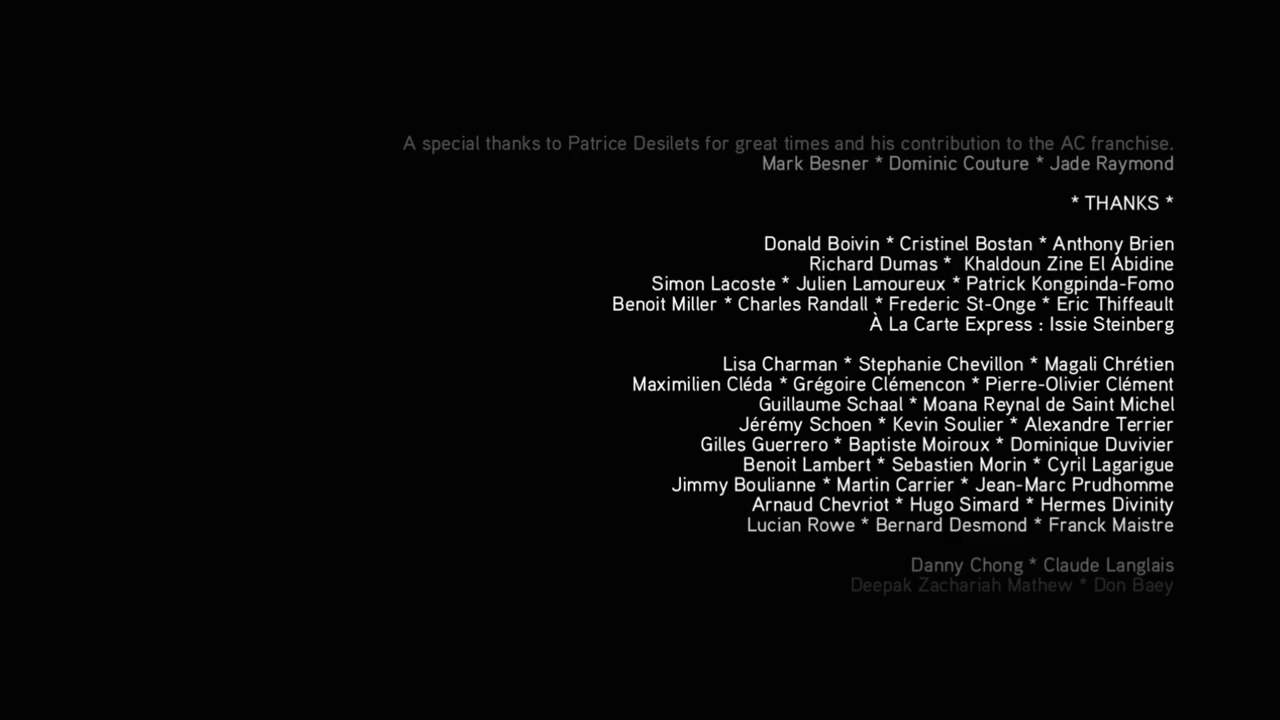 A special thanks to Patrice Desilets for great times and his contribution to the AC franchise.
Mark Besner * Dominic Couture * Jade Raymond
* THANKS *
Donald Boivin * Cristinel Bostan * Anthony Brien
Richard Dumas * Khaldoun Zine El Abidine
Simon Lacoste * Julien Lamoureux * Patrick Kongpinda-Fomo
Benoit Miller * Charles Randall * Frederic St-Onge * Eric Thiffeault
À La Carte Express : Issie Steinberg
Lisa Charman * Stephanie Chevillon * Magali Chrétien
Maximilien Cléda * Grégoire Clémencon * Pierre-Olivier Clément
Guillaume Schaal * Moana Reynal de Saint Michel
Jérémy Schoen * Kevin Soulier * Alexandre Terrier
Gilles Guerrero * Baptiste Moiroux * Dominique Duvivier
Benoit Lambert * Sebastien Morin * Cyril Lagarigue
Jimmy Boulianne * Martin Carrier * Jean-Marc Prudhomme
Arnaud Chevriot * Hugo Simard * Hermes Divinity
Lucian Rowe * Bernard Desmond * Franck Maistre
Danny Chong * Claude Langlais
Deepak Zachariah Mathew * Don Baey